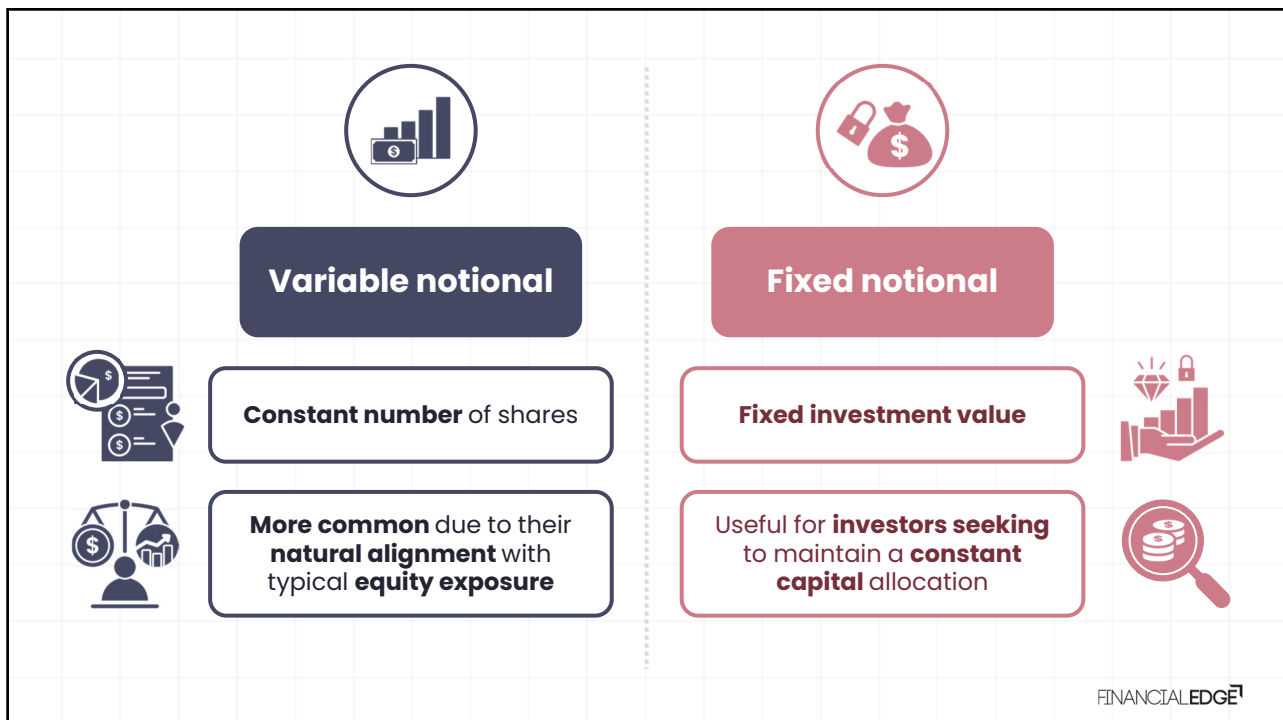 Variable notional
Constant number of shares
More common due to their
natural alignment with
typical equity exposure
Fixed notional
Fixed investment value
Useful for investors seeking
to maintain a constant
capital allocation
FINANCIALEDGE